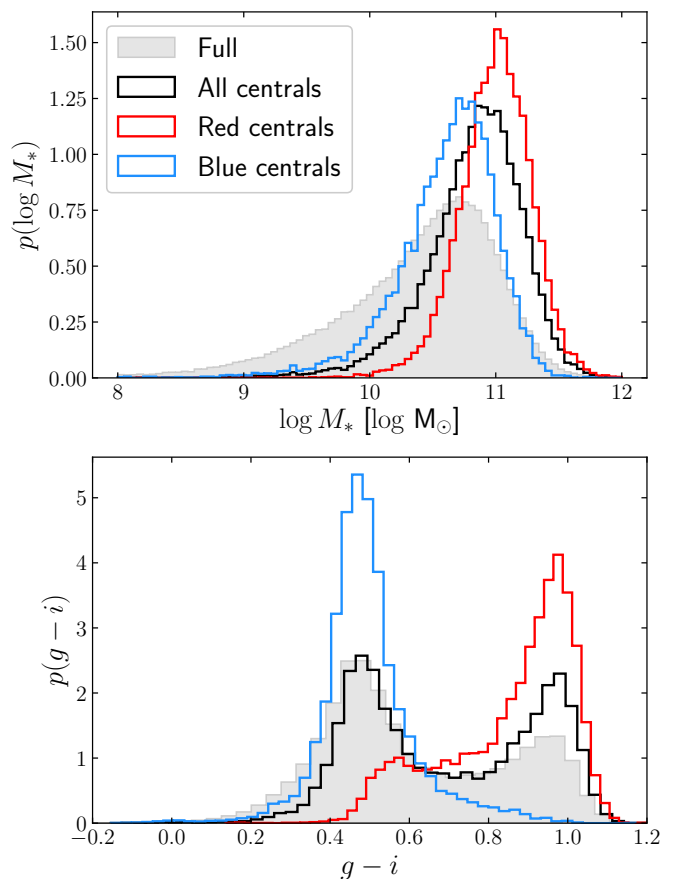 1.50
1.25
1.00
0.75
0.50
0.25
0.00
p(log M*)
Full
All centrals
Red centrals
Blue centrals
8 9 10 11 12
log M* [log M⊙]
5
4
3
2
1
0
p(g − i)
−0.2 0.0 0.2 0.4 0.6 0.8 1.0 1.2
g − i